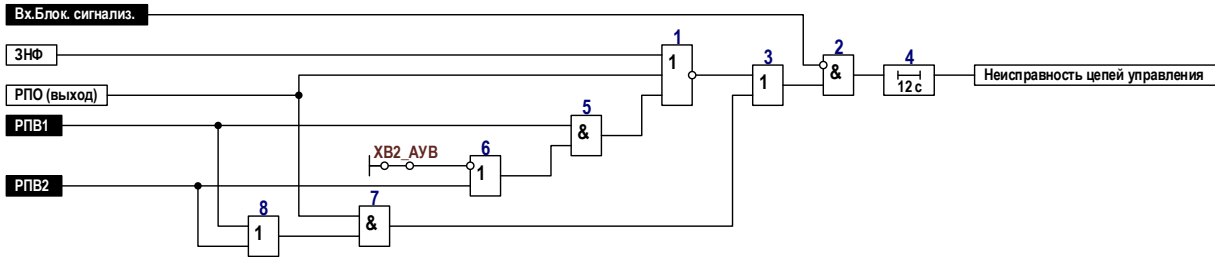 Вх.Блок. сигнализ.
ЗНФ
РПО (выход)
РПВ1
РПВ2
ХВ2_АУВ
1
1
2
&
3
1
4
12 с
5
&
6
1
7
&
8
1
Неисправность цепей управления